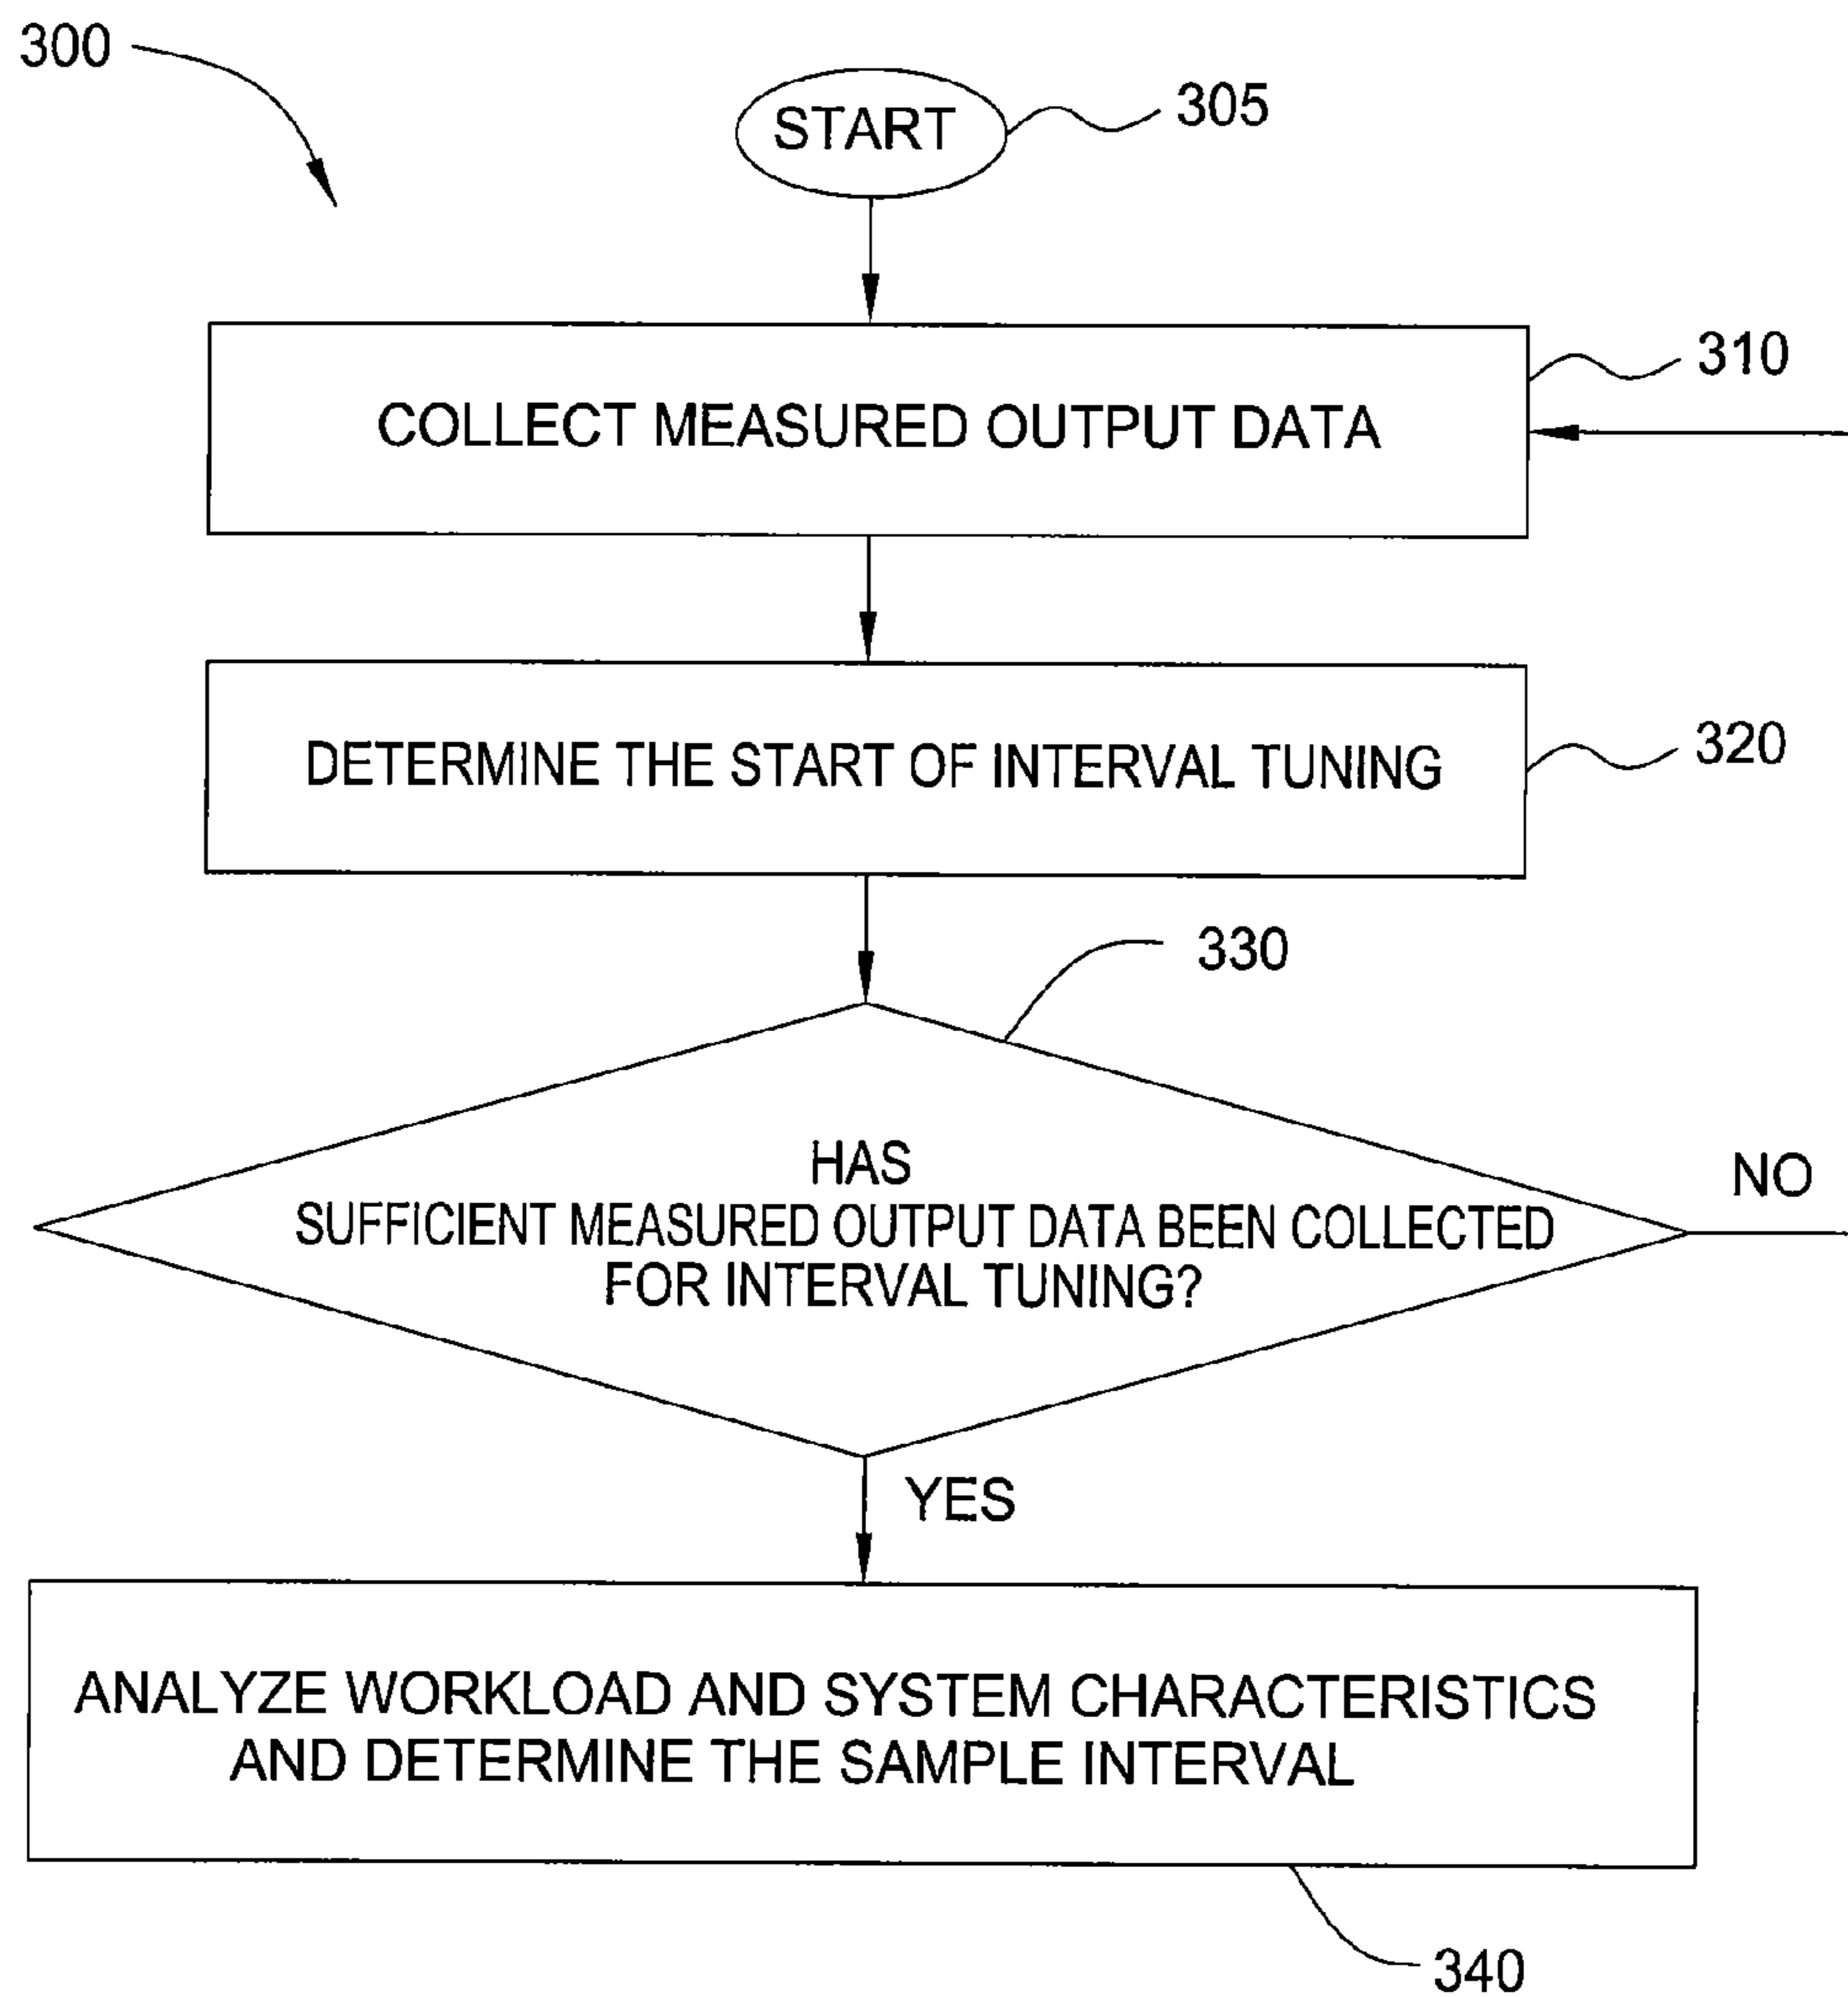 300
START
305
COLLECT MEASURED OUTPUT DATA
310
DETERMINE THE START OF INTERVAL TUNING
320
330
HAS
SUFFICIENT MEASURED OUTPUT DATA BEEN COLLECTED
FOR INTERVAL TUNING?
NO
YES
ANALYZE WORKLOAD AND SYSTEM CHARACTERISTICS
AND DETERMINE THE SAMPLE INTERVAL
340